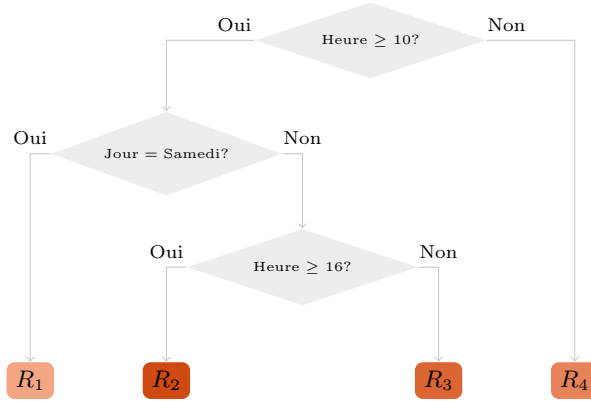 Oui
Heure ≥ 10?
Non
Oui
Jour = Samedi?
Non
Oui
Heure ≥ 16?
Non
R₁
R₂
R₃
R₄